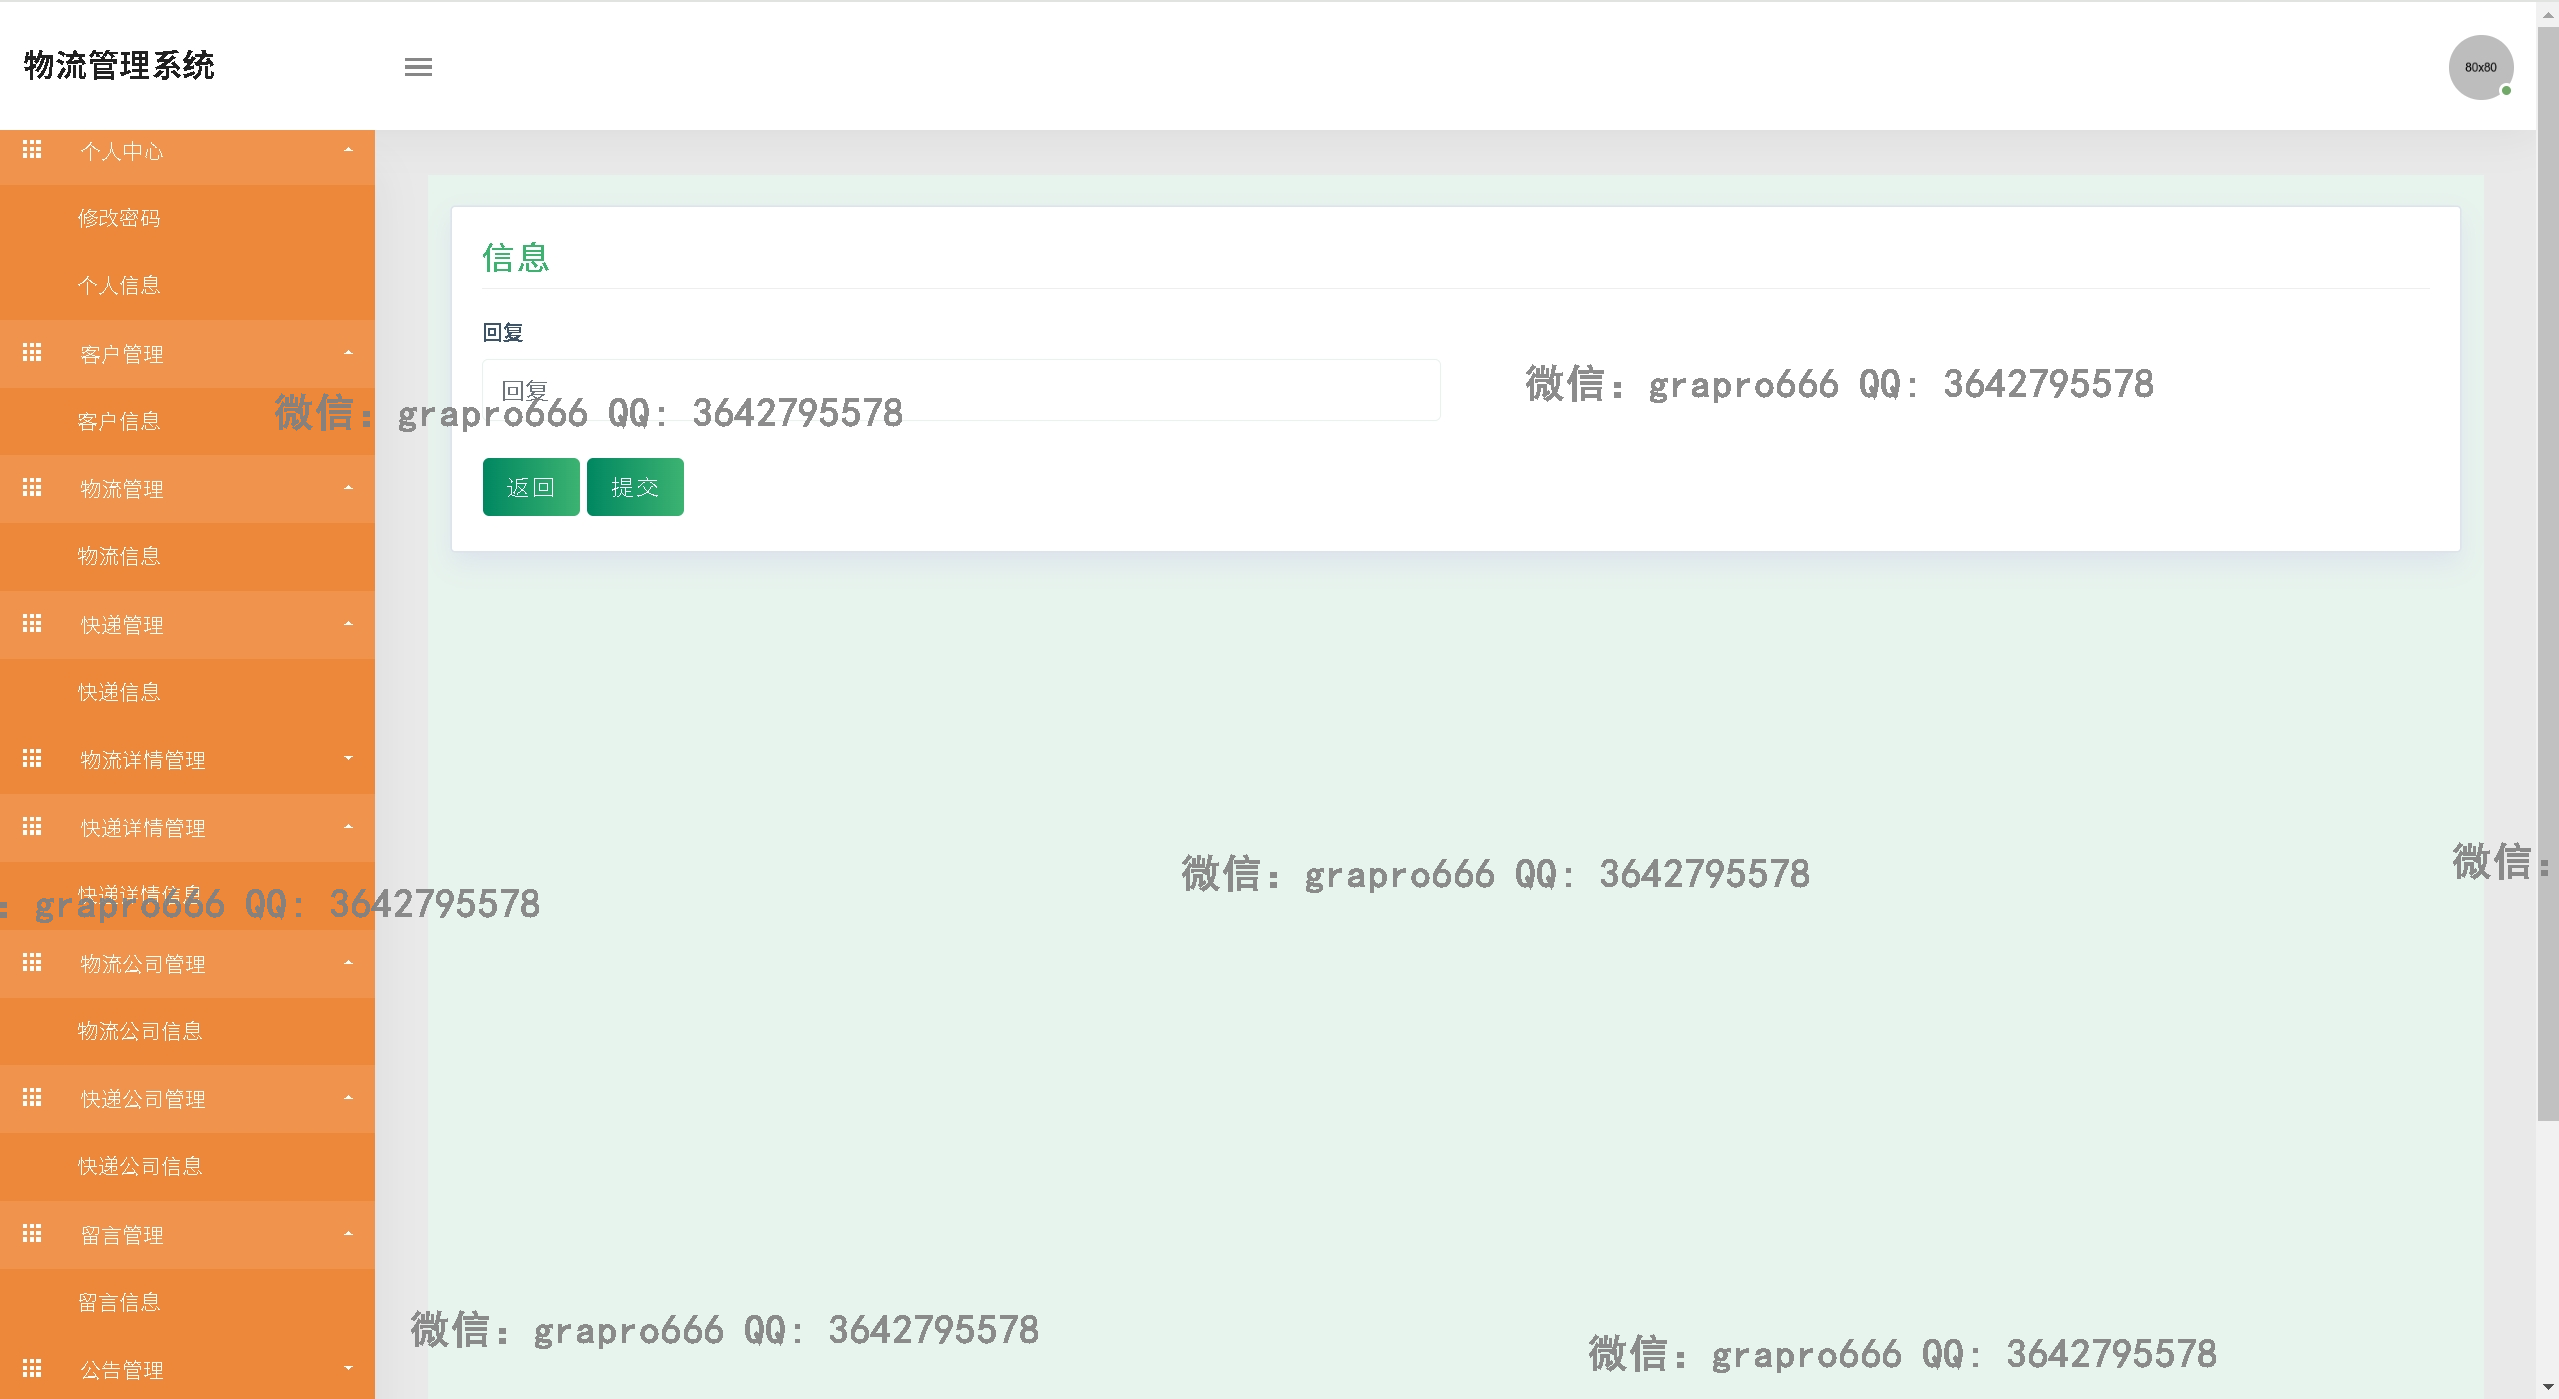 物流管理系统
80x80
个人中心
修改密码
个人信息
客户管理
客户信息
物流管理
物流信息
快递管理
快递信息
物流详情管理
快递详情管理
快递详情信息
物流公司管理
物流公司信息
快递公司管理
快递公司信息
留言管理
留言信息
公告管理
信息
回复
回复
返回 提交
微信: grapro666 QQ: 3642795578
微信: grapro666 QQ: 3642795578
微信: grapro666 QQ: 3642795578
微信:
: grapro666 QQ: 3642795578
微信: grapro666 QQ: 3642795578
微信: grapro666 QQ: 3642795578